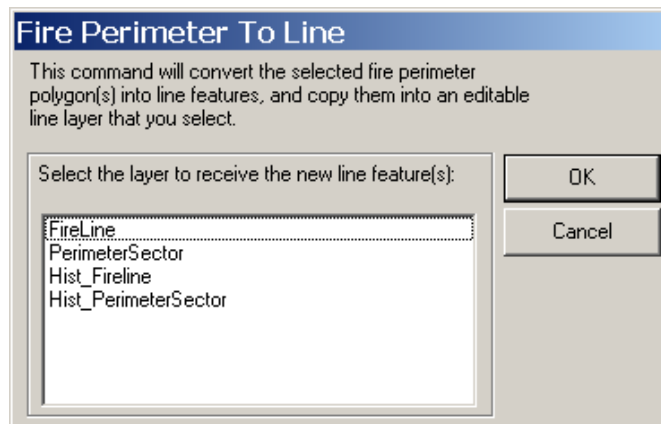 Fire Perimeter To Line
This command will convert the selected fire perimeter
polygon(s) into line features, and copy them into an editable
line layer that you select.
Select the layer to receive the new line feature(s):
OK
Cancel
FireLine
PerimeterSector
Hist_Fireline
Hist_PerimeterSector